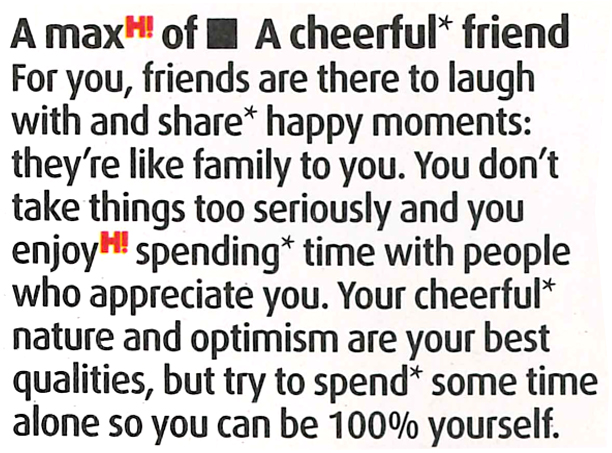 A maxH! of ■ A cheerful* friend
For you, friends are there to laugh
with and share* happy moments:
they're like family to you. You don't
take things too seriously and you
enjoyH! spending* time with people
who appreciate you. Your cheerful*
nature and optimism are your best
qualities, but try to spend* some time
alone so you can be 100% yourself.